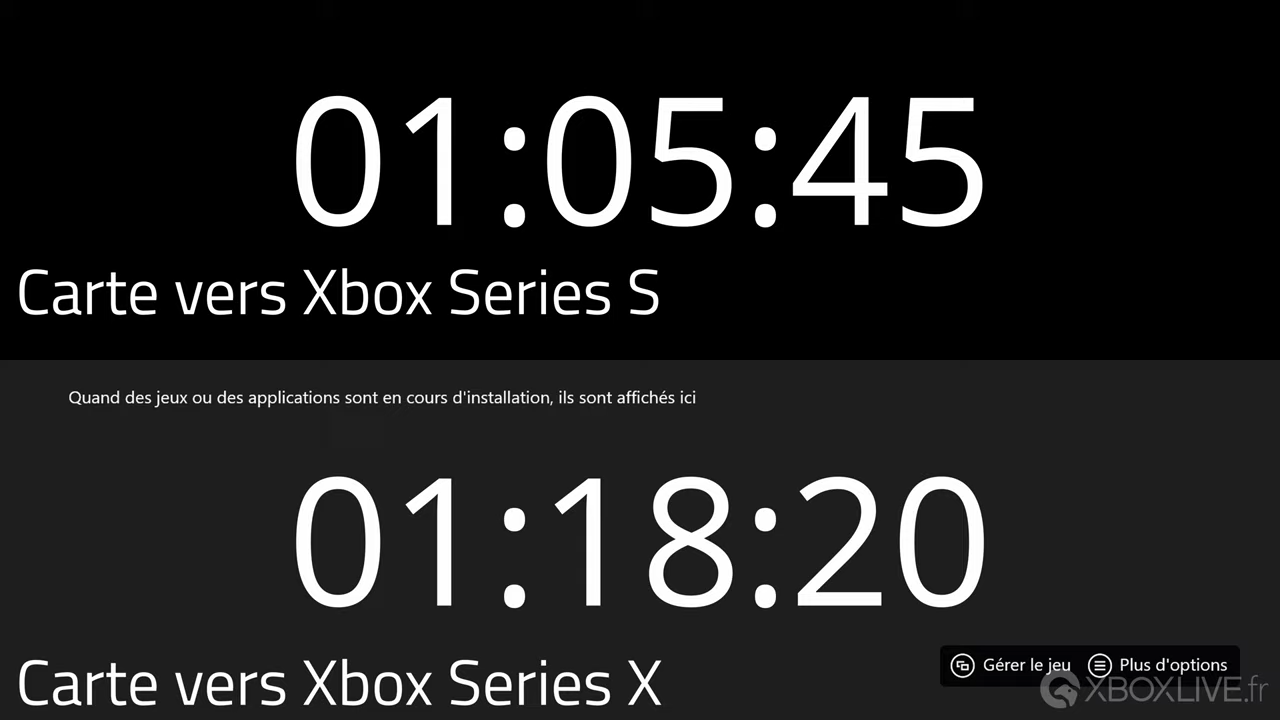 01:05:45
Carte vers Xbox Series S
Quand des jeux ou des applications sont en cours d'installation, ils sont affichés ici
01:18:20
Carte vers Xbox Series X
Gérer le jeu Plus d'options
XBOXLIVE.fr